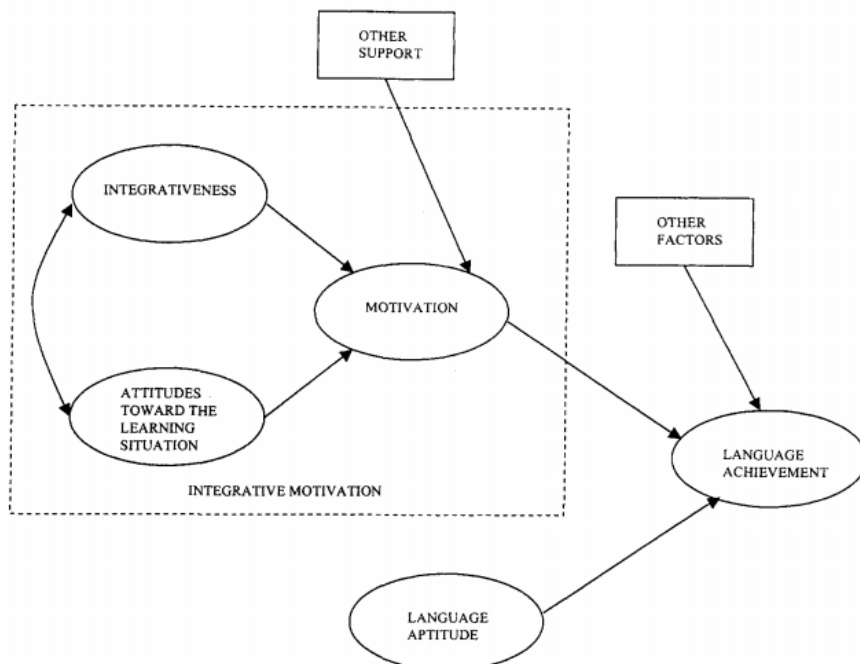 OTHER
SUPPORT
INTEGRATIVENESS
OTHER
FACTORS
MOTIVATION
ATTITUDES
TOWARD THE
LEARNING
SITUATION
LANGUAGE
ACHIEVEMENT
INTEGRATIVE MOTIVATION
LANGUAGE
APTITUDE